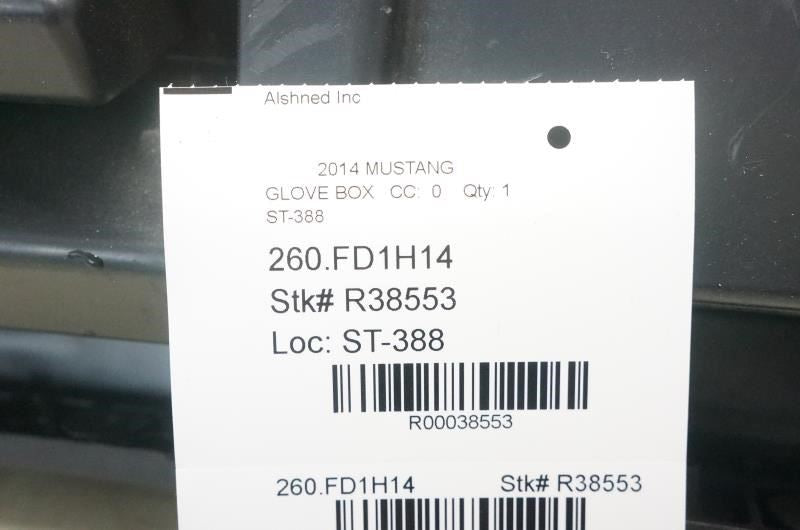 Alshned Inc
2014 MUSTANG
GLOVE BOX CC: 0 Qty: 1
ST-388
260.FD1H14
Stk# R38553
Loc: ST-388
R00038553
260.FD1H14 Stk# R38553